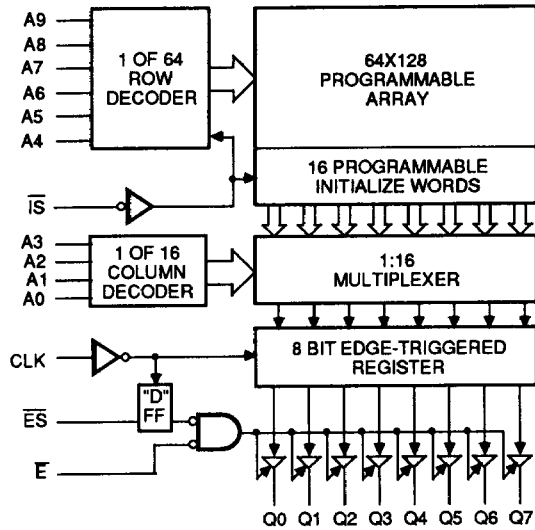 A9
A8
A7
A6
A5
A4
1 OF 64
ROW
DECODER
64X128
PROGRAMMABLE
ARRAY
16 PROGRAMMABLE
INITIALIZE WORDS
IS
A3
A2
A1
A0
1 OF 16
COLUMN
DECODER
1:16
MULTIPLEXER
CLK
8 BIT EDGE-TRIGGERED
REGISTER
"D"
FF
ES
E
Q0 Q1 Q2 Q3 Q4 Q5 Q6 Q7